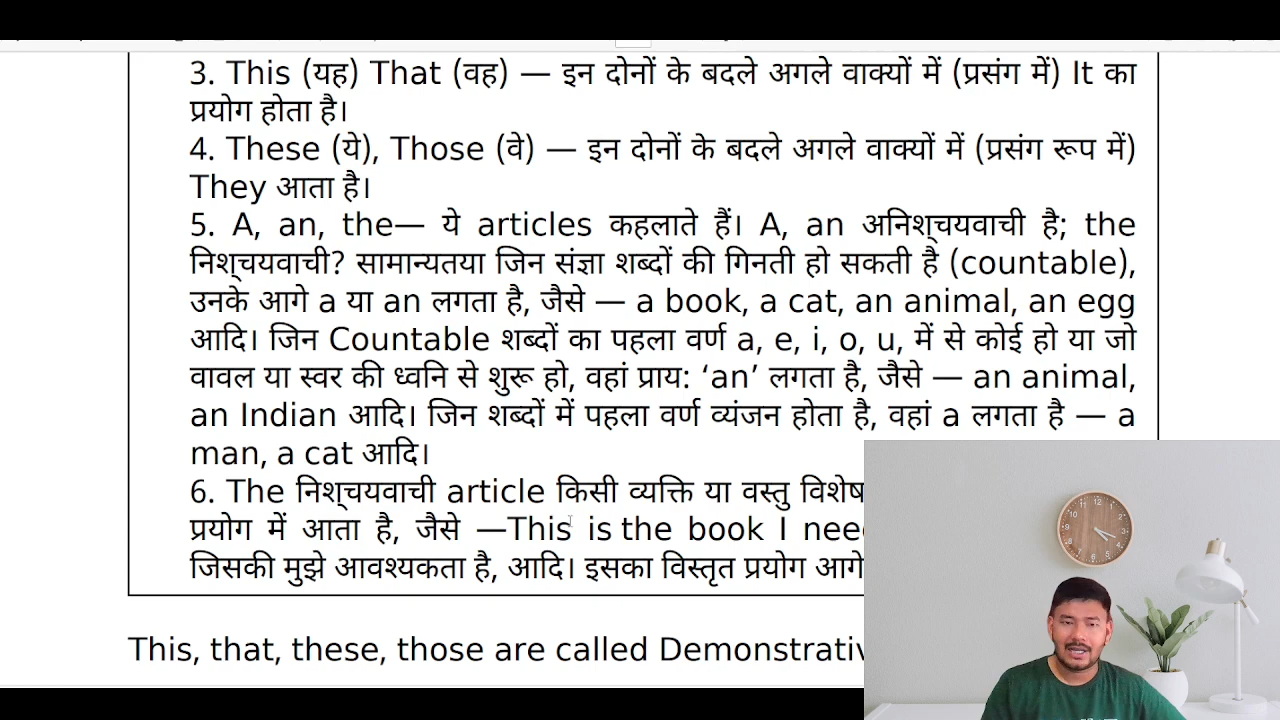 3. This (यह) That (वह) — इन दोनों के बदले अगले वाक्यों में (प्रसंग में) It का
प्रयोग होता है।
4. These (ये), Those (वे) — इन दोनों के बदले अगले वाक्यों में (प्रसंग रूप में)
They आता है।
5. A, an, the— ये articles कहलाते हैं। A, an अनिश्चयवाची है; the
निश्चयवाची? सामान्यतया जिन संज्ञा शब्दों की गिनती हो सकती है (countable),
उनके आगे a या an लगता है, जैसे — a book, a cat, an animal, an egg
आदि। जिन Countable शब्दों का पहला वर्ण a, e, i, o, u, में से कोई हो या जो
वावल या स्वर की ध्वनि से शुरू हो, वहां प्राय: ‘an’ लगता है, जैसे — an animal,
an Indian आदि। जिन शब्दों में पहला वर्ण व्यंजन होता है, वहां a लगता है — a
man, a cat आदि।
6. The निश्चयवाची article किसी व्यक्ति या वस्तु विशेष
प्रयोग में आता है, जैसे —This is the book I nee
जिसकी मुझे आवश्यकता है, आदि। इसका विस्तृत प्रयोग आगे
This, that, these, those are called Demonstrativ